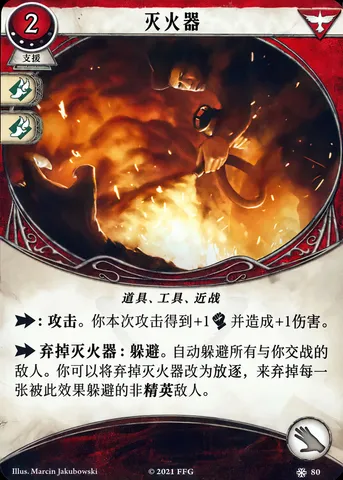 2
灭火器
支援
道具、工具、近战
：攻击。你本次攻击得到+1 并造成+1伤害。
弃掉灭火器：躲避。自动躲避所有与你交战的
敌人。你可以将弃掉灭火器改为放逐，来弃掉每一
张被此效果躲避的非精英敌人。
Illus. Marcin Jakubowski
© 2021 FFG
80